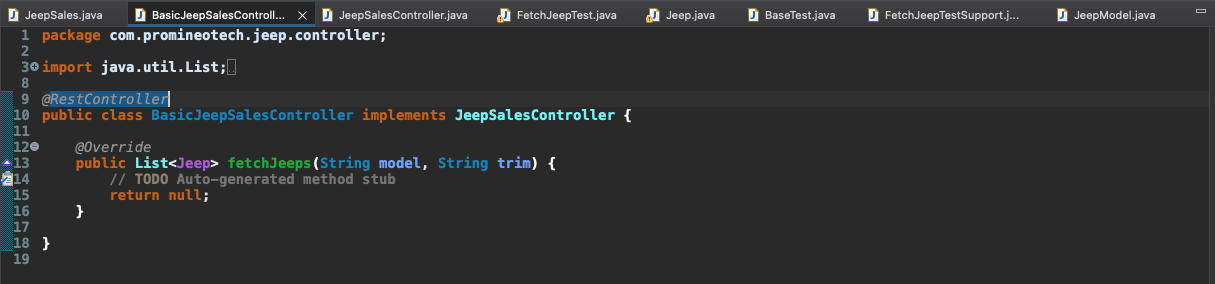 JeepSales.java BasicJeepSalesControll... JeepSalesController.java FetchJeepTest.java Jeep.java BaseTest.java FetchJeepTestSupport.j... JeepModel.java
1 package com.promineotech.jeep.controller;
2
3 import java.util.List;
8
9 @RestController
10 public class BasicJeepSalesController implements JeepSalesController {
11
12     @Override
13     public List<Jeep> fetchJeeps(String model, String trim) {
14         // TODO Auto-generated method stub
15         return null;
16     }
17
18 }
19